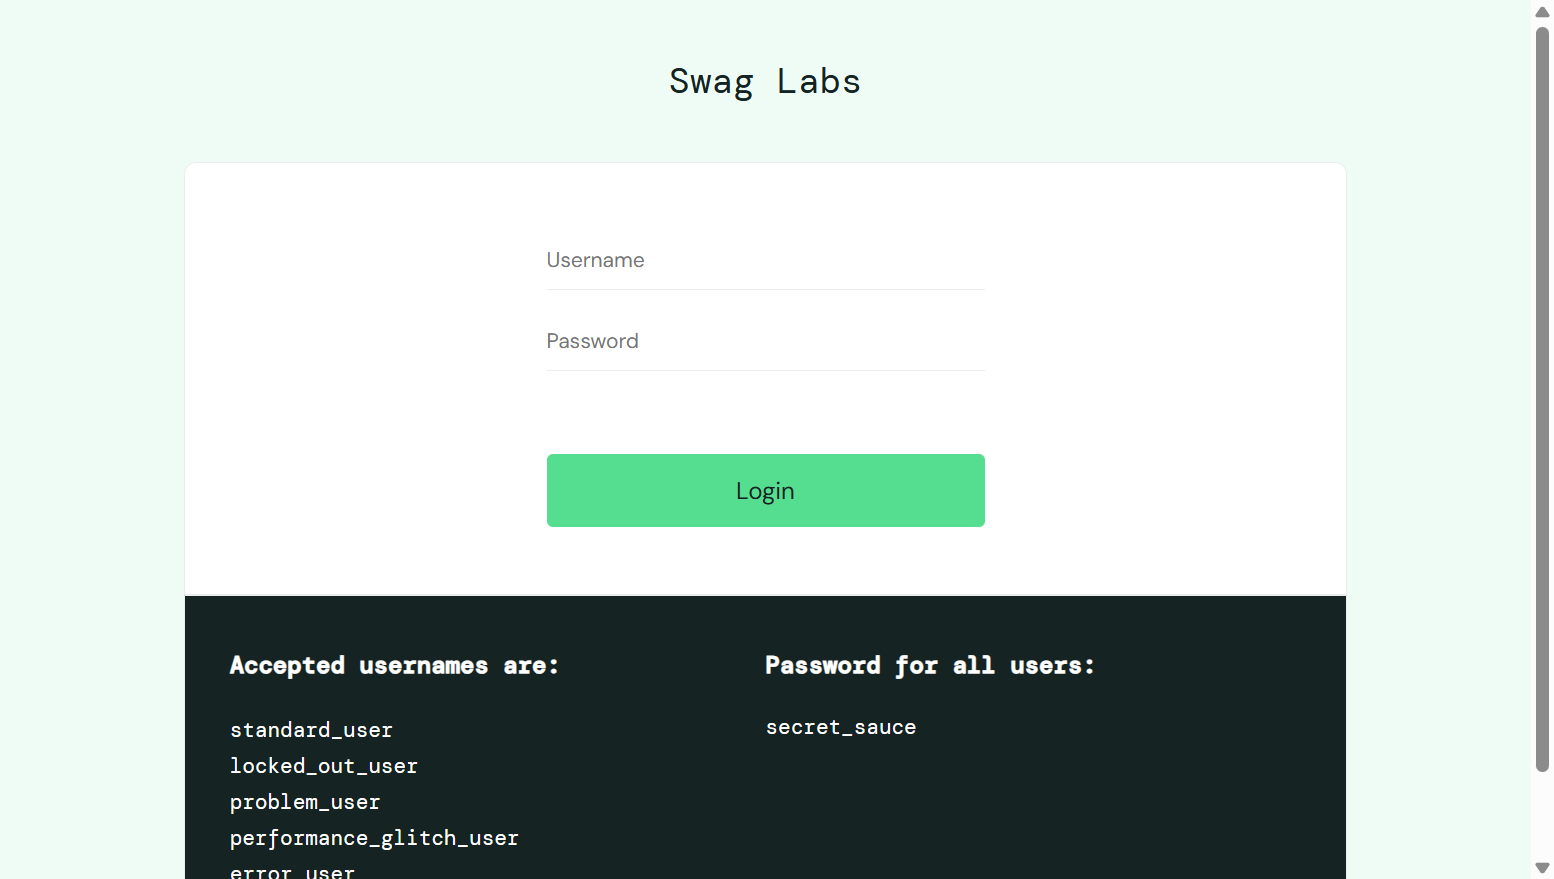 Swag Labs
Username
Password
Login
Accepted usernames are:
standard_user
locked_out_user
problem_user
performance_glitch_user
error_user
Password for all users:
secret_sauce